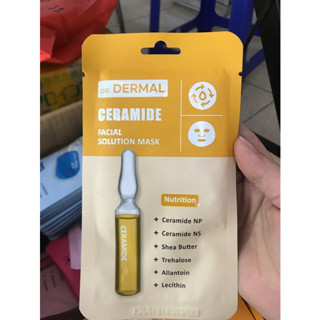 DR. DERMAL
CERAMIDE
FACIAL
SOLUTION MASK
Nutrition
+ Ceramide NP
+ Ceramide NS
+ Shea Butter
+ Trehalose
+ Allantoin
+ Lecithin
CERAMIDE